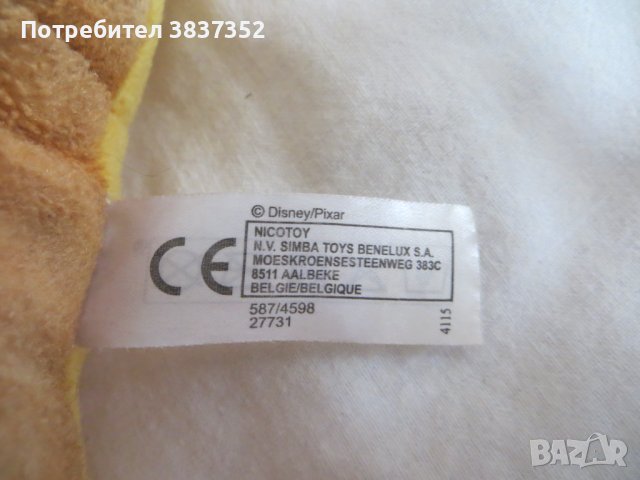 Потребител 3837352
© Disney/Pixar
CE
NICOTOY
N.V. SIMBA TOYS BENELUX S.A.
MOESKROENSESTEENWEG 383C
8511 AALBEKE
BELGIE/BELGIQUE
587/4598
27731
4115
BAZAR